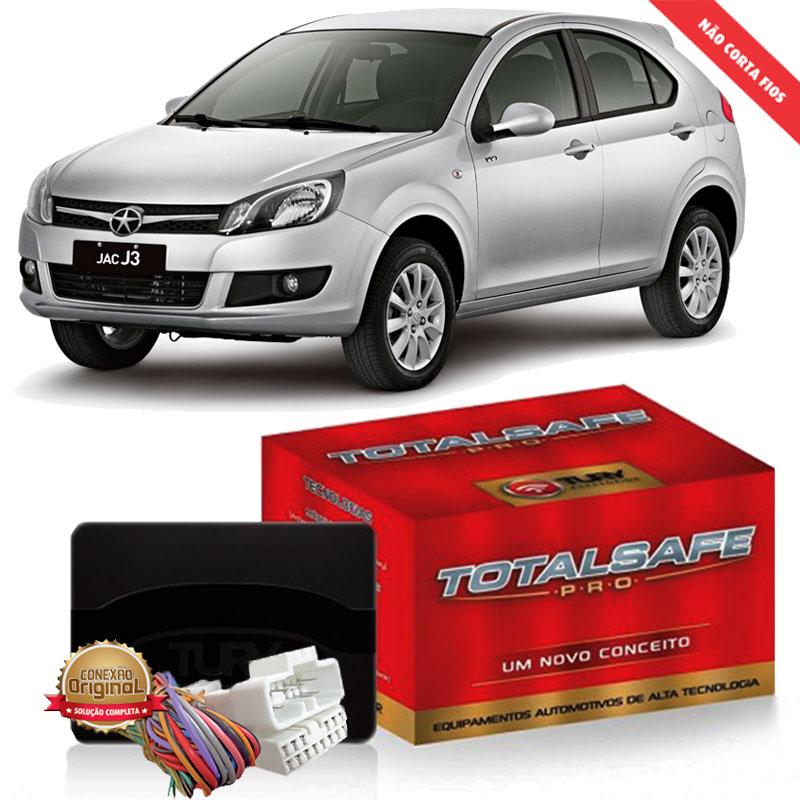 NÃO CORTA FIOS
JAC J3
TOTALSAFE
PRO
TURY
TECNOLOGIAS
TOTALSAFE
·P·R·O·
UM NOVO CONCEITO
EQUIPAMENTOS AUTOMOTIVOS DE ALTA TECNOLOGIA
TURY
CONEXÃO
OriginaL
SOLUÇÃO COMPLETA